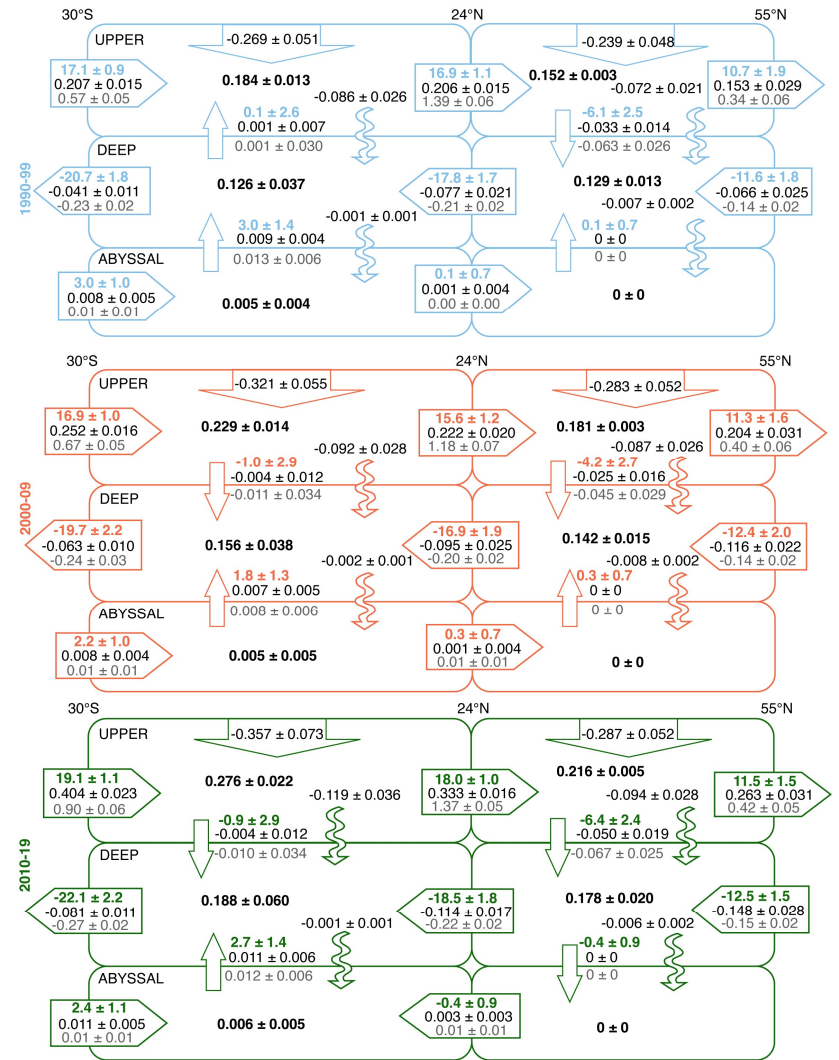 30°S 24°N 55°N
UPPER
-0.269 ± 0.051
-0.239 ± 0.048
17.1 ± 0.9
0.207 ± 0.015
0.57 ± 0.05
0.184 ± 0.013
16.9 ± 1.1
0.206 ± 0.015
1.39 ± 0.06
0.152 ± 0.003
10.7 ± 1.9
0.153 ± 0.029
0.34 ± 0.06
-0.086 ± 0.026
-0.072 ± 0.021
0.1 ± 2.6
0.001 ± 0.007
0.001 ± 0.030
-6.1 ± 2.5
-0.033 ± 0.014
-0.063 ± 0.026
1990-99
DEEP
-20.7 ± 1.8
-0.041 ± 0.011
-0.23 ± 0.02
0.126 ± 0.037
-17.8 ± 1.7
-0.077 ± 0.021
-0.21 ± 0.02
0.129 ± 0.013
-11.6 ± 1.8
-0.066 ± 0.025
-0.14 ± 0.02
-0.001 ± 0.001
-0.007 ± 0.002
3.0 ± 1.4
0.009 ± 0.004
0.013 ± 0.006
0.1 ± 0.7
0 ± 0
0 ± 0
ABYSSAL
3.0 ± 1.0
0.008 ± 0.005
0.01 ± 0.01
0.005 ± 0.004
0.1 ± 0.7
0.001 ± 0.004
0.00 ± 0.00
0 ± 0
30°S 24°N 55°N
UPPER
-0.321 ± 0.055
-0.283 ± 0.052
16.9 ± 1.0
0.252 ± 0.016
0.67 ± 0.05
0.229 ± 0.014
15.6 ± 1.2
0.222 ± 0.020
1.18 ± 0.07
0.181 ± 0.003
11.3 ± 1.6
0.204 ± 0.031
0.40 ± 0.06
-0.092 ± 0.028
-0.087 ± 0.026
-1.0 ± 2.9
-0.004 ± 0.012
-0.011 ± 0.034
-4.2 ± 2.7
-0.025 ± 0.016
-0.045 ± 0.029
2000-09
DEEP
-19.7 ± 2.2
-0.063 ± 0.010
-0.24 ± 0.03
0.156 ± 0.038
-16.9 ± 1.9
-0.095 ± 0.025
-0.20 ± 0.02
0.142 ± 0.015
-12.4 ± 2.0
-0.116 ± 0.022
-0.14 ± 0.02
-0.002 ± 0.001
-0.008 ± 0.002
1.8 ± 1.3
0.007 ± 0.005
0.008 ± 0.006
0.3 ± 0.7
0 ± 0
0 ± 0
ABYSSAL
2.2 ± 1.0
0.008 ± 0.004
0.01 ± 0.01
0.005 ± 0.005
0.3 ± 0.7
0.001 ± 0.004
0.01 ± 0.01
0 ± 0
30°S 24°N 55°N
UPPER
-0.357 ± 0.073
-0.287 ± 0.052
19.1 ± 1.1
0.404 ± 0.023
0.90 ± 0.06
0.276 ± 0.022
18.0 ± 1.0
0.333 ± 0.016
1.37 ± 0.05
0.216 ± 0.005
11.5 ± 1.5
0.263 ± 0.031
0.42 ± 0.05
-0.119 ± 0.036
-0.094 ± 0.028
-0.9 ± 2.9
-0.004 ± 0.012
-0.010 ± 0.034
-6.4 ± 2.4
-0.050 ± 0.019
-0.067 ± 0.025
2010-19
DEEP
-22.1 ± 2.2
-0.081 ± 0.011
-0.27 ± 0.02
0.188 ± 0.060
-18.5 ± 1.8
-0.114 ± 0.017
-0.22 ± 0.02
0.178 ± 0.020
-12.5 ± 1.5
-0.148 ± 0.028
-0.15 ± 0.02
-0.001 ± 0.001
-0.006 ± 0.002
2.7 ± 1.4
0.011 ± 0.006
0.012 ± 0.006
-0.4 ± 0.9
0 ± 0
0 ± 0
ABYSSAL
2.4 ± 1.1
0.011 ± 0.005
0.01 ± 0.01
0.006 ± 0.005
-0.4 ± 0.9
0.003 ± 0.003
0.01 ± 0.01
0 ± 0